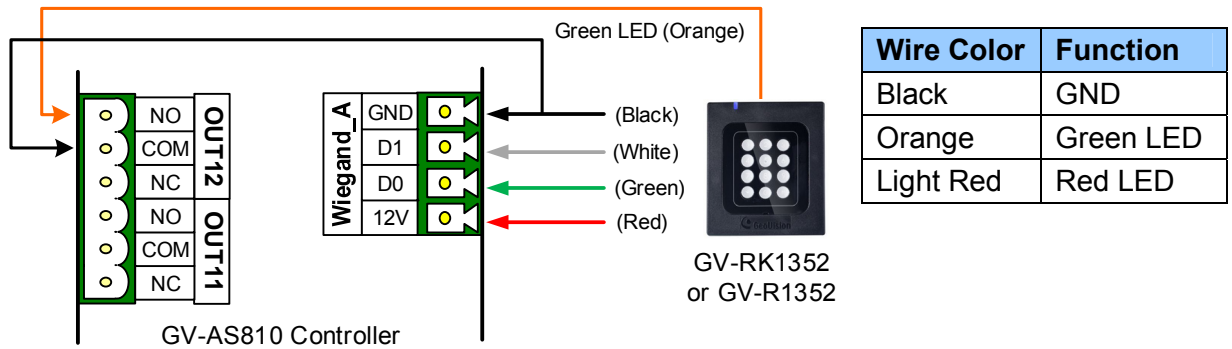 Green LED (Orange)
NO
COM
NC
OUT12
NO
COM
NC
OUT11
Wiegand_A
GND
D1
D0
12V
(Black)
(White)
(Green)
(Red)
GV-RK1352
or GV-R1352
GV-AS810 Controller
Wire Color Function
Black GND
Orange Green LED
Light Red Red LED